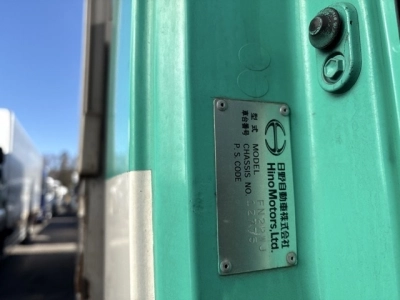 日野自動車株式会社
Hino Motors, Ltd.
型式 MODEL
車台番号 CHASSIS NO.
P. S. CODE